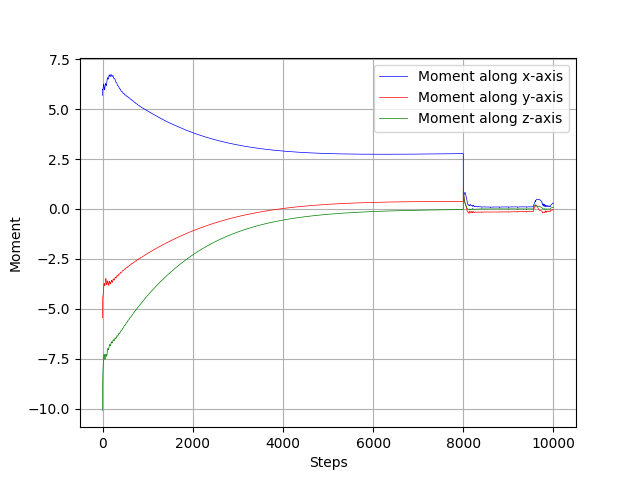 7.5
5.0
2.5
0.0
−2.5
−5.0
−7.5
−10.0
Moment
0 2000 4000 6000 8000 10000
Steps
Moment along x-axis
Moment along y-axis
Moment along z-axis